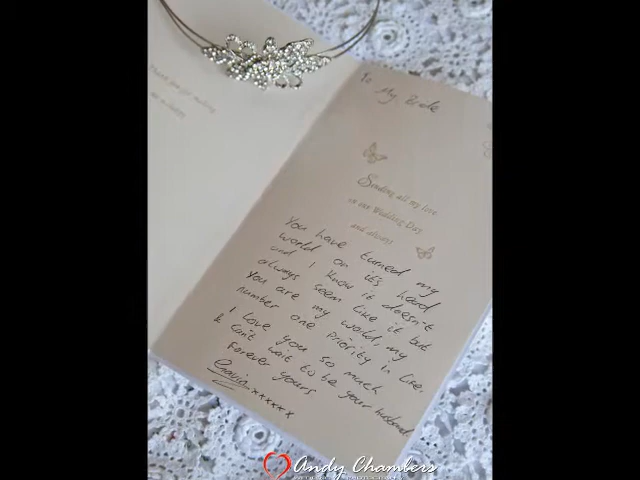 To My Bride
Sending all my love
on our Wedding Day
and always
You have turned my
world on it's head
and I know it doesn't
always seem like it but
You are my world, my
number one priority in life
I love you so much
& can't wait to be your husband
Forever yours
Gavin xxxxxx
Andy Chambers